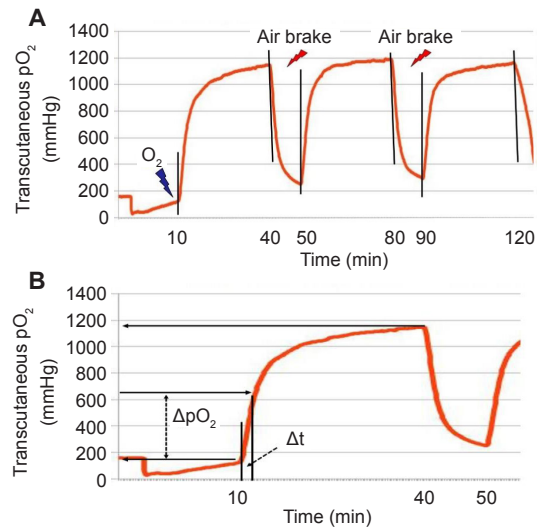 A
Transcutaneous pO2
(mmHg)
1400
1200
1000
800
600
400
200
0
Air brake
Air brake
O2
10
40
50
80
90
120
Time (min)
B
Transcutaneous pO2
(mmHg)
1400
1200
1000
800
600
400
200
0
ΔpO2
Δt
10
40
50
Time (min)